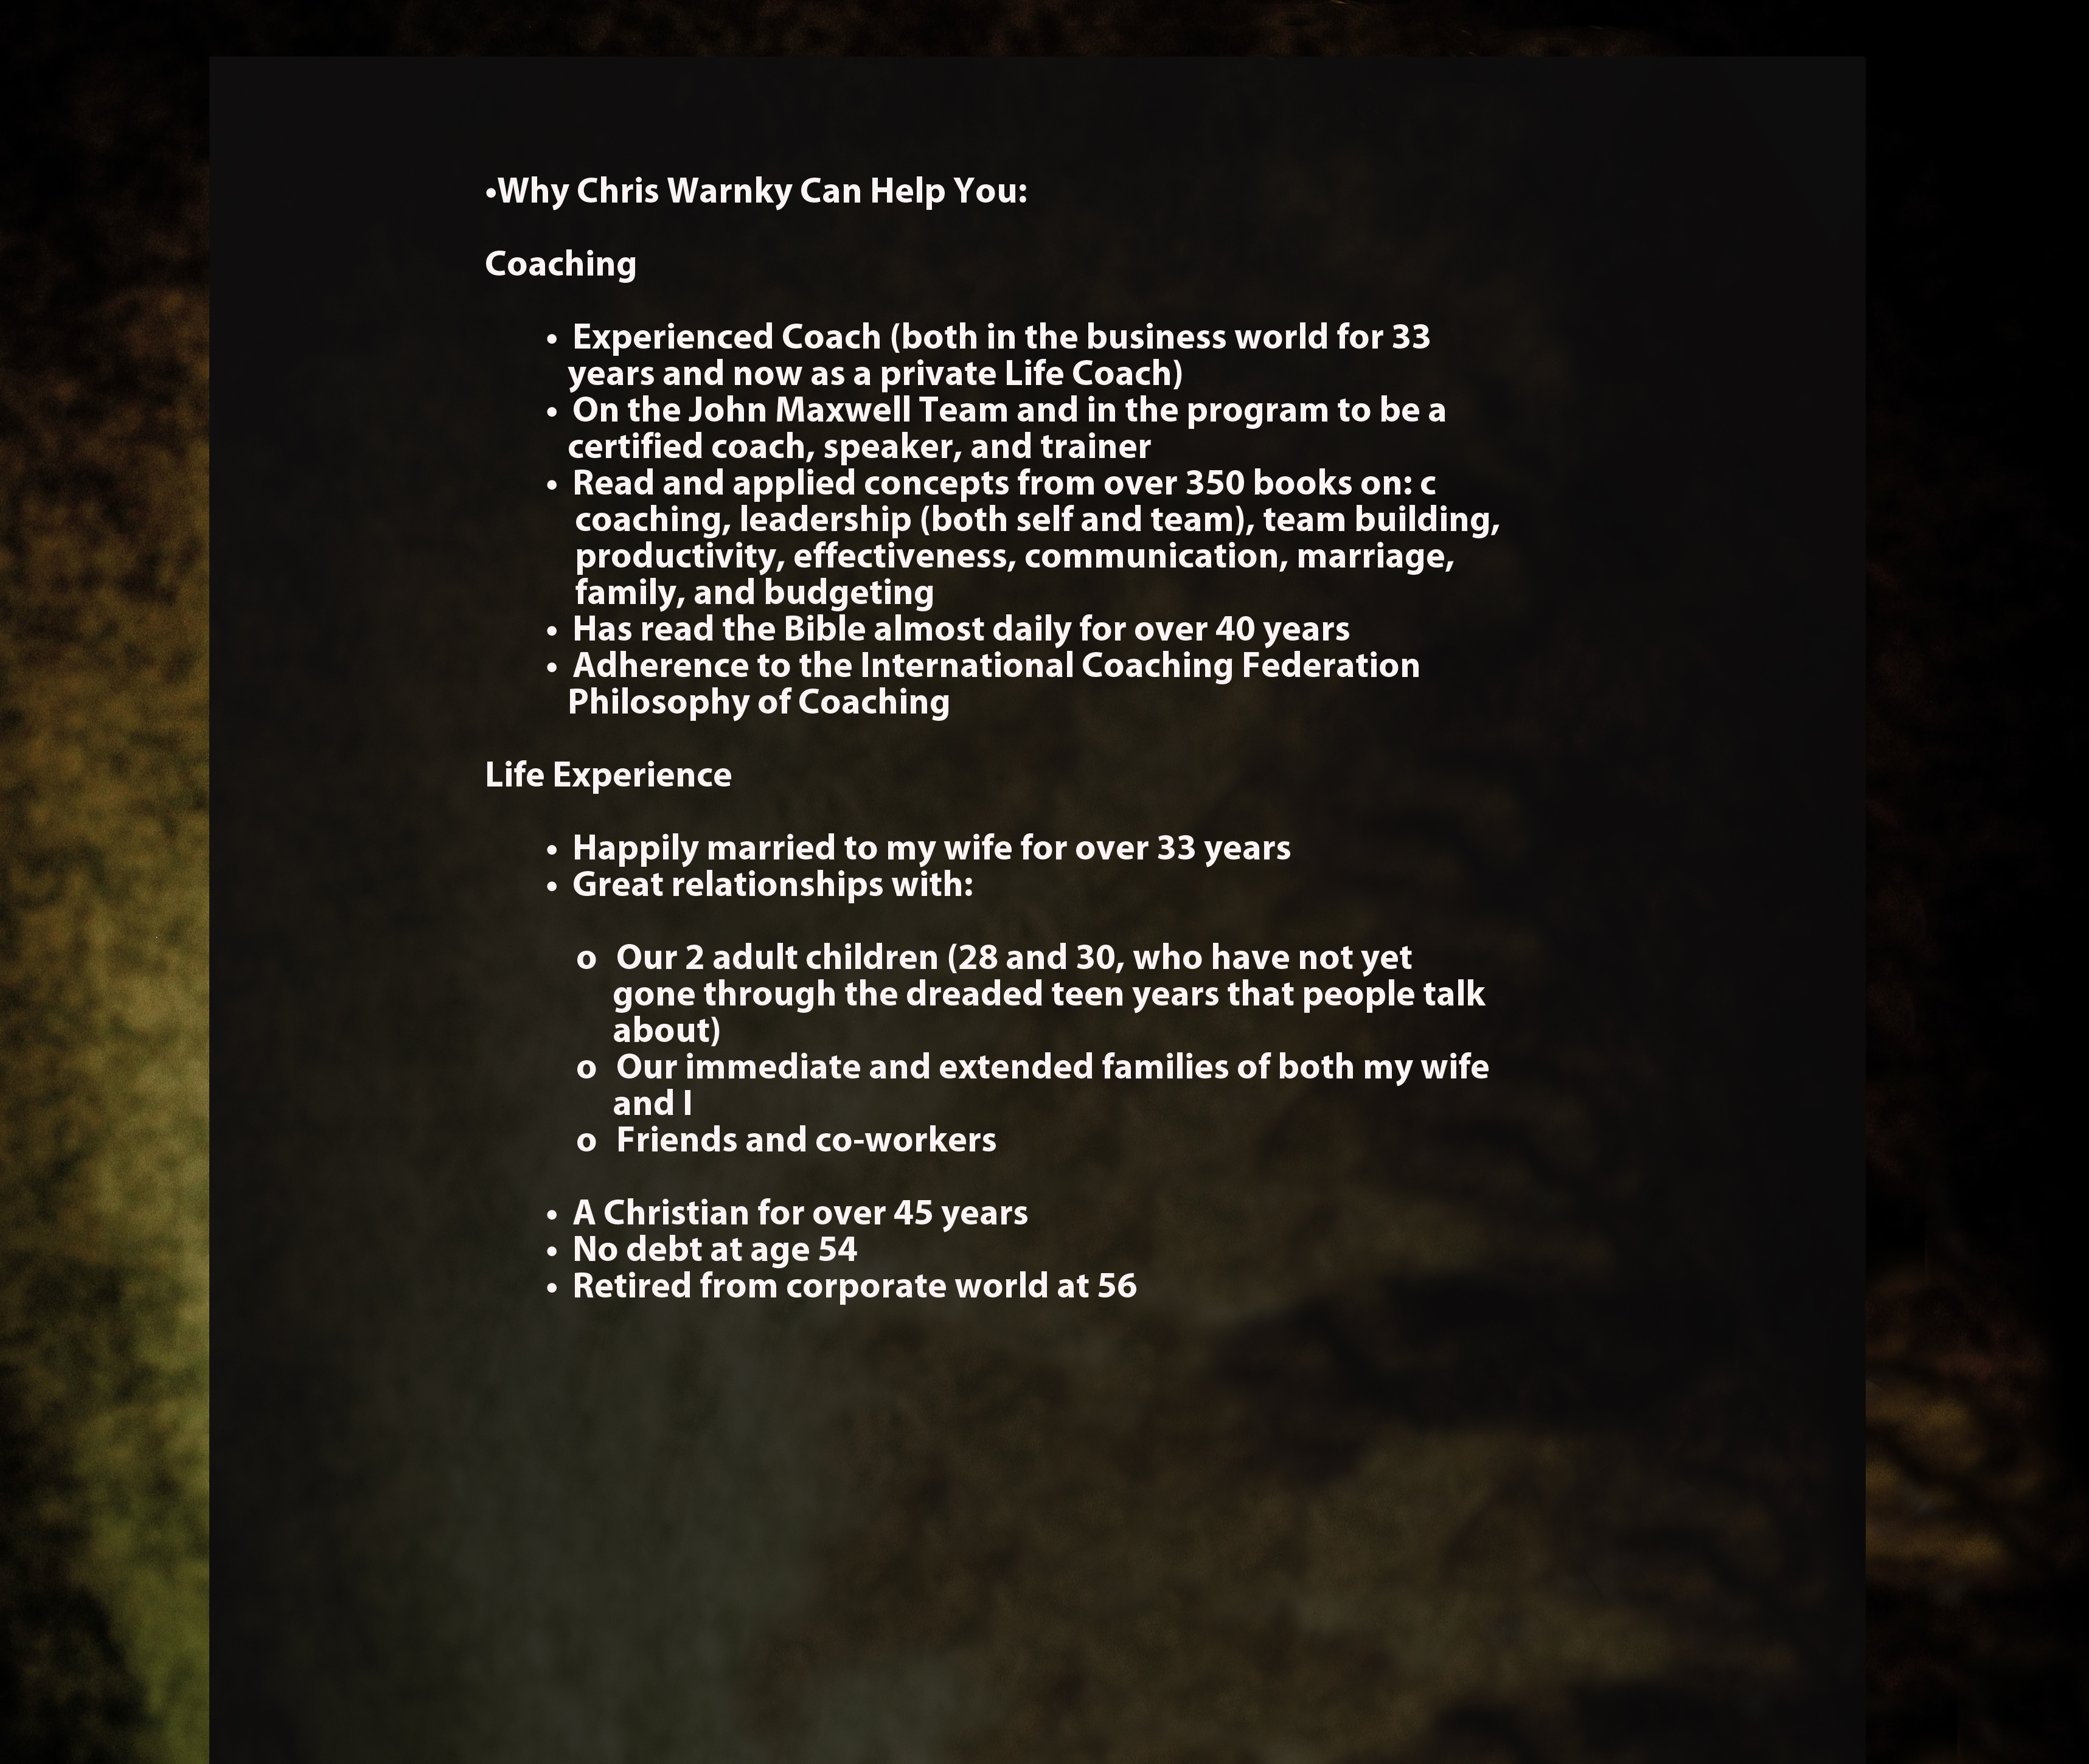 •Why Chris Warnky Can Help You:
Coaching
• Experienced Coach (both in the business world for 33
years and now as a private Life Coach)
• On the John Maxwell Team and in the program to be a
certified coach, speaker, and trainer
• Read and applied concepts from over 350 books on: c
coaching, leadership (both self and team), team building,
productivity, effectiveness, communication, marriage,
family, and budgeting
• Has read the Bible almost daily for over 40 years
• Adherence to the International Coaching Federation
Philosophy of Coaching
Life Experience
• Happily married to my wife for over 33 years
• Great relationships with:
o Our 2 adult children (28 and 30, who have not yet
gone through the dreaded teen years that people talk
about)
o Our immediate and extended families of both my wife
and I
o Friends and co-workers
• A Christian for over 45 years
• No debt at age 54
• Retired from corporate world at 56